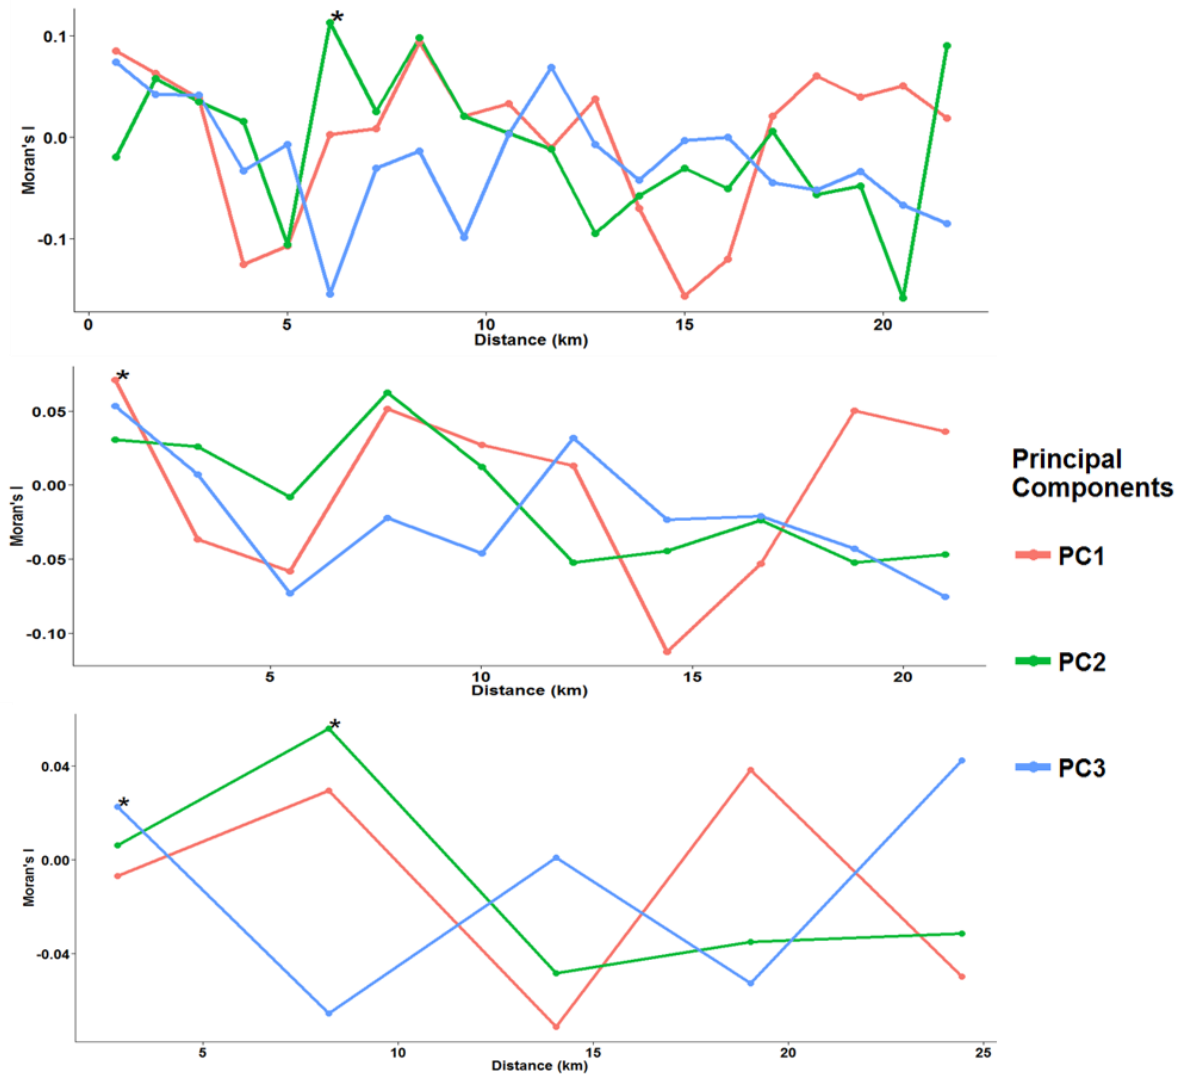 *
0.1
0.0
-0.1
Moran's I
0 5 10 15 20
Distance (km)
*
0.05
0.00
-0.05
-0.10
Moran's I
5 10 15 20
Distance (km)
Principal
Components
PC1
PC2
PC3
*
*
0.04
0.00
-0.04
Moran's I
5 10 15 20 25
Distance (km)